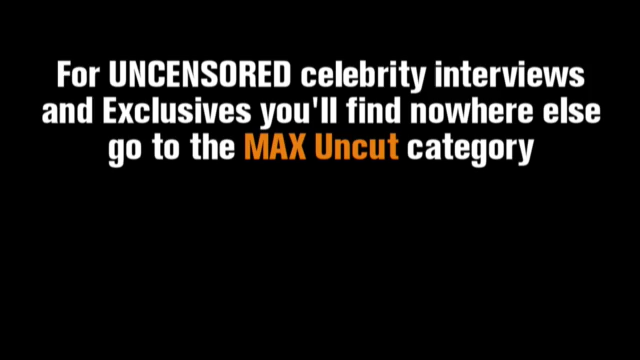 For UNCENSORED celebrity interviews
and Exclusives you'll find nowhere else
go to the MAX Uncut category